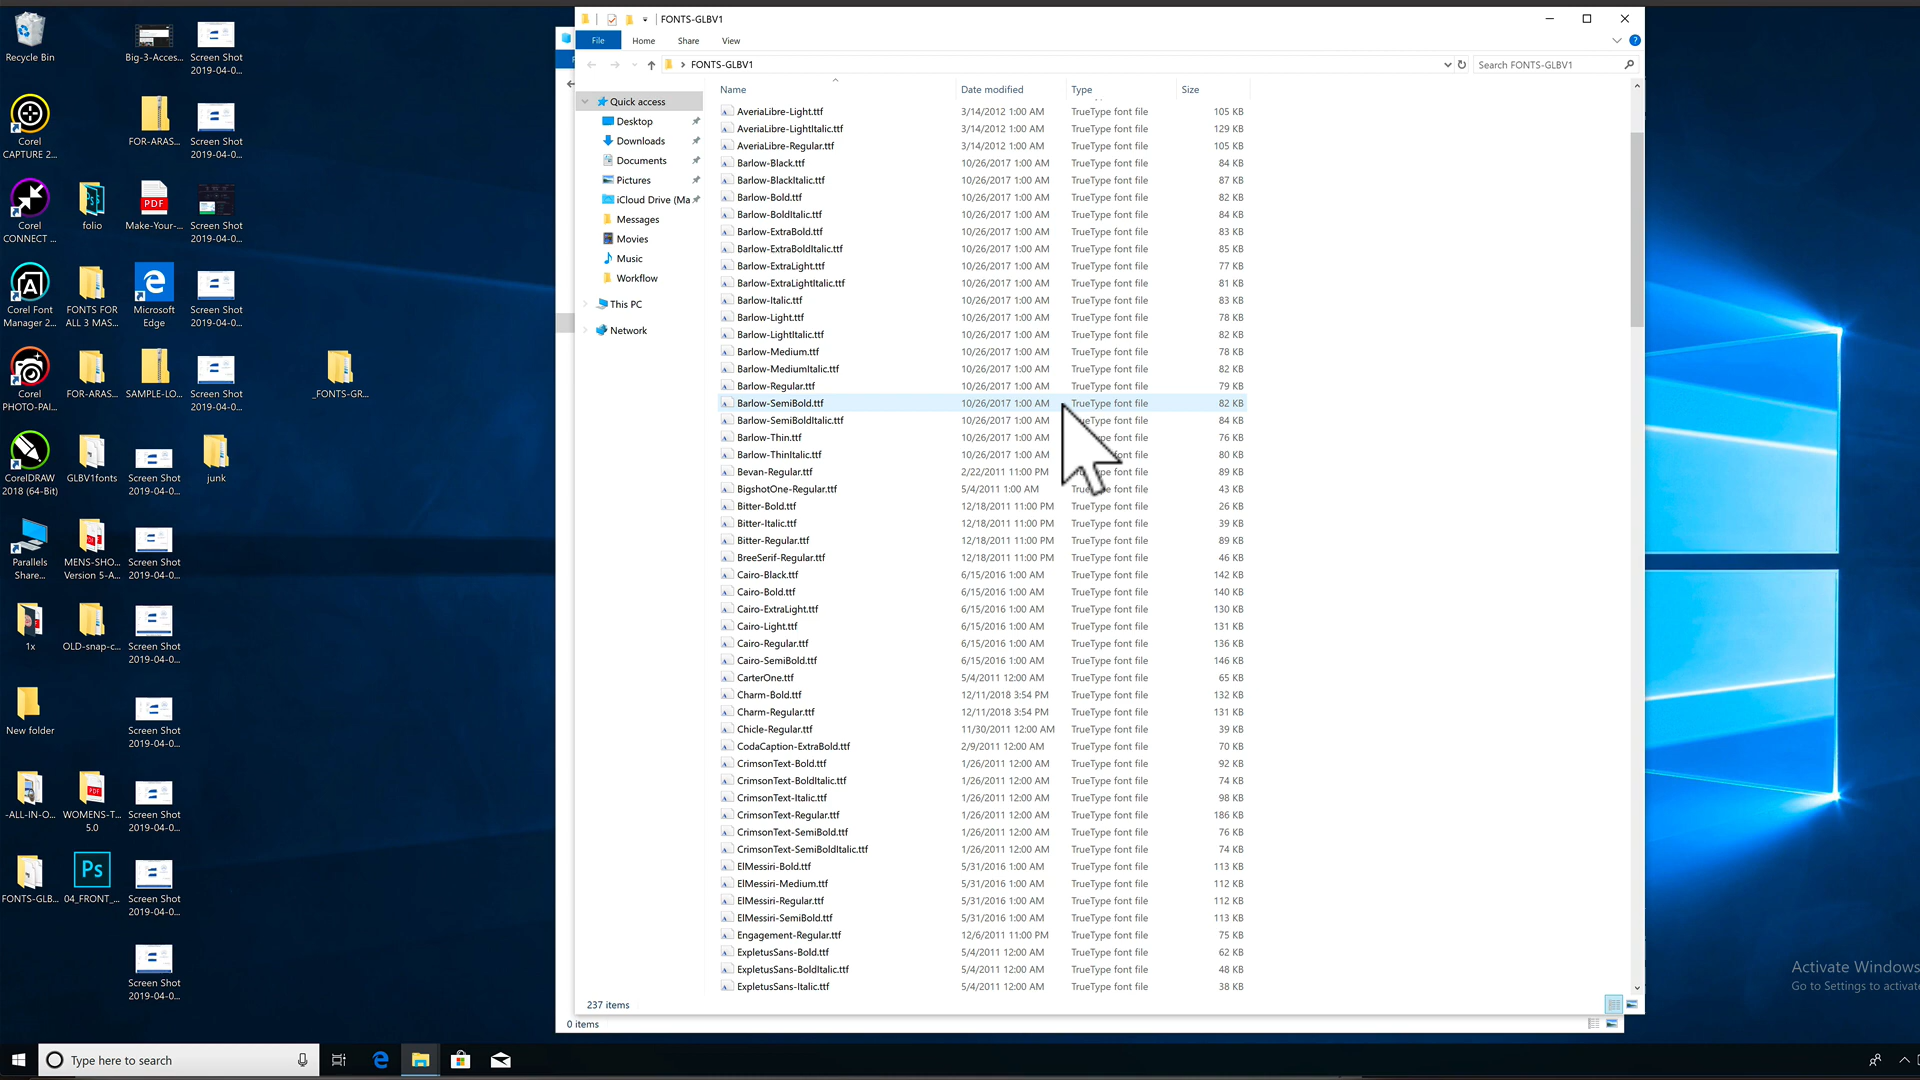 Recycle Bin
Big-3-Acces...
Screen Shot
2019-04-0...
Corel
CAPTURE 2...
FOR-ARAS...
Screen Shot
2019-04-0...
Corel
CONNECT ...
folio
PDF
Make-Your-...
Screen Shot
2019-04-0...
Corel Font
Manager 2...
FONTS FOR
ALL 3 MAS...
Microsoft
Edge
Screen Shot
2019-04-0...
Corel
PHOTO-PAI...
FOR-ARAS...
SAMPLE-LO...
Screen Shot
2019-04-0...
_FONTS-GR...
CorelDRAW
2018 (64-Bit)
GLBV1fonts
Screen Shot
2019-04-0...
junk
Parallels
Share...
MENS-SHO...
Version 5-A...
Screen Shot
2019-04-0...
1x
OLD-snap-c...
Screen Shot
2019-04-0...
New folder
Screen Shot
2019-04-0...
-ALL-IN-O...
WOMENS-T...
5.0
Screen Shot
2019-04-0...
FONTS-GLB...
Ps
04_FRONT_...
Screen Shot
2019-04-0...
Screen Shot
2019-04-0...
FONTS-GLBV1
File Home Share View
FONTS-GLBV1
Search FONTS-GLBV1
Quick access
Desktop
Downloads
Documents
Pictures
iCloud Drive (Ma
Messages
Movies
Music
Workflow
This PC
Network
Name Date modified Type Size
AveriaLibre-Light.ttf 3/14/2012 1:00 AM TrueType font file 105 KB
AveriaLibre-LightItalic.ttf 3/14/2012 1:00 AM TrueType font file 129 KB
AveriaLibre-Regular.ttf 3/14/2012 1:00 AM TrueType font file 105 KB
Barlow-Black.ttf 10/26/2017 1:00 AM TrueType font file 84 KB
Barlow-BlackItalic.ttf 10/26/2017 1:00 AM TrueType font file 87 KB
Barlow-Bold.ttf 10/26/2017 1:00 AM TrueType font file 82 KB
Barlow-BoldItalic.ttf 10/26/2017 1:00 AM TrueType font file 84 KB
Barlow-ExtraBold.ttf 10/26/2017 1:00 AM TrueType font file 83 KB
Barlow-ExtraBoldItalic.ttf 10/26/2017 1:00 AM TrueType font file 85 KB
Barlow-ExtraLight.ttf 10/26/2017 1:00 AM TrueType font file 77 KB
Barlow-ExtraLightItalic.ttf 10/26/2017 1:00 AM TrueType font file 81 KB
Barlow-Italic.ttf 10/26/2017 1:00 AM TrueType font file 83 KB
Barlow-Light.ttf 10/26/2017 1:00 AM TrueType font file 78 KB
Barlow-LightItalic.ttf 10/26/2017 1:00 AM TrueType font file 82 KB
Barlow-Medium.ttf 10/26/2017 1:00 AM TrueType font file 78 KB
Barlow-MediumItalic.ttf 10/26/2017 1:00 AM TrueType font file 82 KB
Barlow-Regular.ttf 10/26/2017 1:00 AM TrueType font file 79 KB
Barlow-SemiBold.ttf 10/26/2017 1:00 AM TrueType font file 82 KB
Barlow-SemiBoldItalic.ttf 10/26/2017 1:00 AM ueType font file 84 KB
Barlow-Thin.ttf 10/26/2017 1:00 AM pe font file 76 KB
Barlow-ThinItalic.ttf 10/26/2017 1:00 AM font file 80 KB
Bevan-Regular.ttf 2/22/2011 11:00 PM pe font file 89 KB
BigshotOne-Regular.ttf 5/4/2011 1:00 AM True pe font file 43 KB
Bitter-Bold.ttf 12/18/2011 11:00 PM TrueType font file 26 KB
Bitter-Italic.ttf 12/18/2011 11:00 PM TrueType font file 39 KB
Bitter-Regular.ttf 12/18/2011 11:00 PM TrueType font file 89 KB
BreeSerif-Regular.ttf 12/18/2011 11:00 PM TrueType font file 46 KB
Cairo-Black.ttf 6/15/2016 1:00 AM TrueType font file 142 KB
Cairo-Bold.ttf 6/15/2016 1:00 AM TrueType font file 140 KB
Cairo-ExtraLight.ttf 6/15/2016 1:00 AM TrueType font file 130 KB
Cairo-Light.ttf 6/15/2016 1:00 AM TrueType font file 131 KB
Cairo-Regular.ttf 6/15/2016 1:00 AM TrueType font file 136 KB
Cairo-SemiBold.ttf 6/15/2016 1:00 AM TrueType font file 146 KB
CarterOne.ttf 5/4/2011 12:00 AM TrueType font file 65 KB
Charm-Bold.ttf 12/11/2018 3:54 PM TrueType font file 132 KB
Charm-Regular.ttf 12/11/2018 3:54 PM TrueType font file 131 KB
Chicle-Regular.ttf 11/30/2011 12:00 AM TrueType font file 39 KB
CodaCaption-ExtraBold.ttf 2/9/2011 12:00 AM TrueType font file 70 KB
CrimsonText-Bold.ttf 1/26/2011 12:00 AM TrueType font file 92 KB
CrimsonText-BoldItalic.ttf 1/26/2011 12:00 AM TrueType font file 74 KB
CrimsonText-Italic.ttf 1/26/2011 12:00 AM TrueType font file 98 KB
CrimsonText-Regular.ttf 1/26/2011 12:00 AM TrueType font file 186 KB
CrimsonText-SemiBold.ttf 1/26/2011 12:00 AM TrueType font file 76 KB
CrimsonText-SemiBoldItalic.ttf 1/26/2011 12:00 AM TrueType font file 74 KB
ElMessiri-Bold.ttf 5/31/2016 1:00 AM TrueType font file 113 KB
ElMessiri-Medium.ttf 5/31/2016 1:00 AM TrueType font file 112 KB
ElMessiri-Regular.ttf 5/31/2016 1:00 AM TrueType font file 112 KB
ElMessiri-SemiBold.ttf 5/31/2016 1:00 AM TrueType font file 113 KB
Engagement-Regular.ttf 12/6/2011 11:00 PM TrueType font file 75 KB
ExpletusSans-Bold.ttf 5/4/2011 12:00 AM TrueType font file 62 KB
ExpletusSans-BoldItalic.ttf 5/4/2011 12:00 AM TrueType font file 48 KB
ExpletusSans-Italic.ttf 5/4/2011 12:00 AM TrueType font file 38 KB
237 items
0 items
Activate Windows
Go to Settings to activate
Type here to search